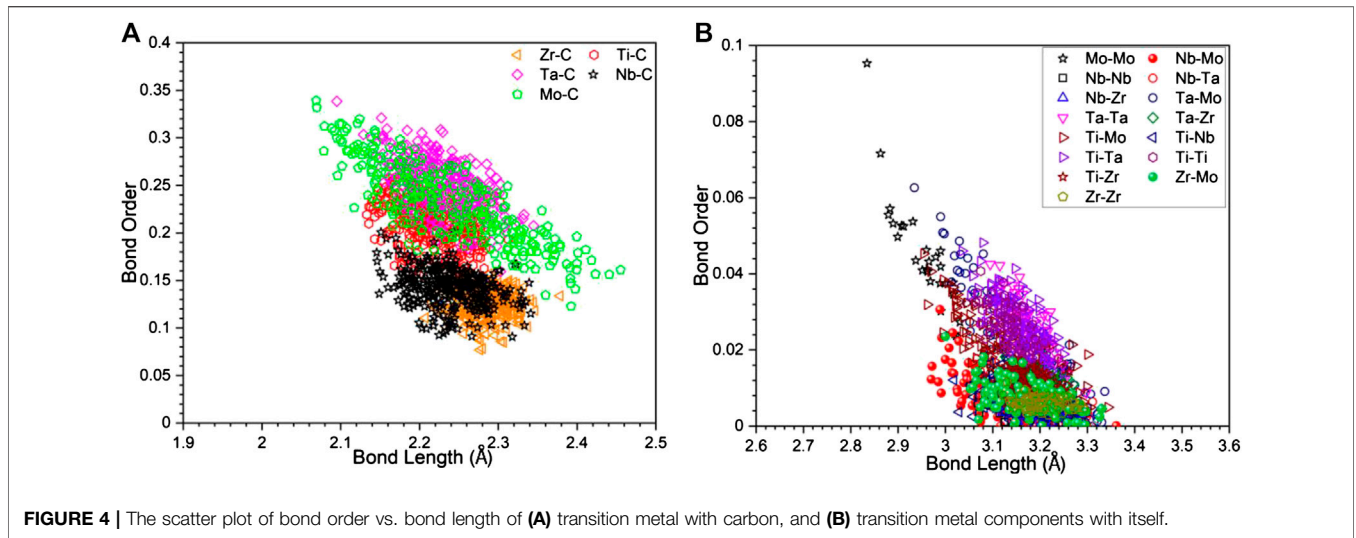 A
B
0.4
0.35
0.3
0.25
0.2
0.15
0.1
0.05
0
Bond Order
Zr-C Ti-C
Ta-C Nb-C
Mo-C
1.9 2 2.1 2.2 2.3 2.4 2.5
Bond Length (Å)
0.1
0.08
0.06
0.04
0.02
0
Bond Order
Mo-Mo Nb-Mo
Nb-Nb Nb-Ta
Nb-Zr Ta-Mo
Ta-Ta Ta-Zr
Ti-Mo Ti-Nb
Ti-Ta Ti-Ti
Ti-Zr Zr-Mo
Zr-Zr
2.6 2.7 2.8 2.9 3.0 3.1 3.2 3.3 3.4 3.5 3.6
Bond Length (Å)
FIGURE 4 | The scatter plot of bond order vs. bond length of (A) transition metal with carbon, and (B) transition metal components with itself.